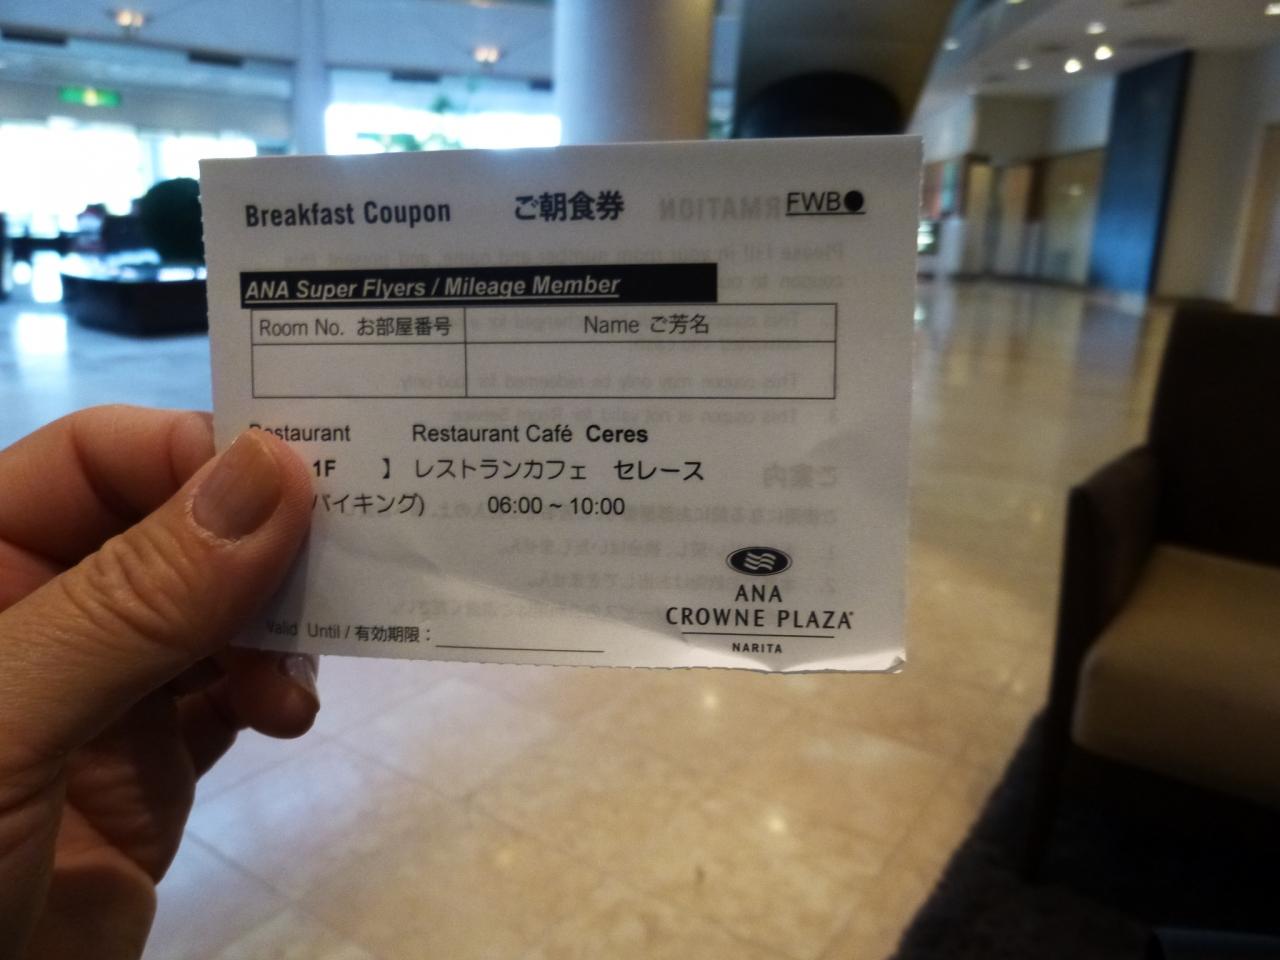 Breakfast Coupon ご朝食券 FWB●
ANA Super Flyers / Mileage Member
Room No. お部屋番号 Name ご芳名
Restaurant Restaurant Café Ceres
1F 】 レストランカフェ セレース
バイキング) 06:00 ~ 10:00
ANA
CROWNE PLAZA
NARITA
Valid Until / 有効期限 :